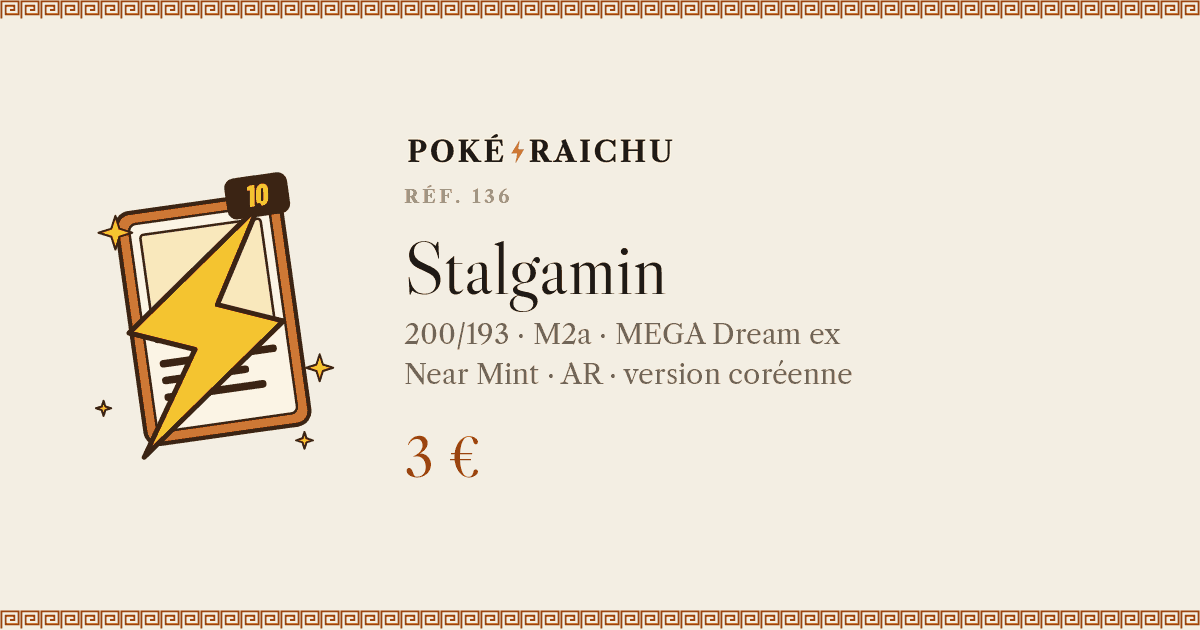 10
POKÉ RAICHU
RÉF. 136
Stalgamin
200/193 · M2a · MEGA Dream ex
Near Mint · AR · version coréenne
3 €